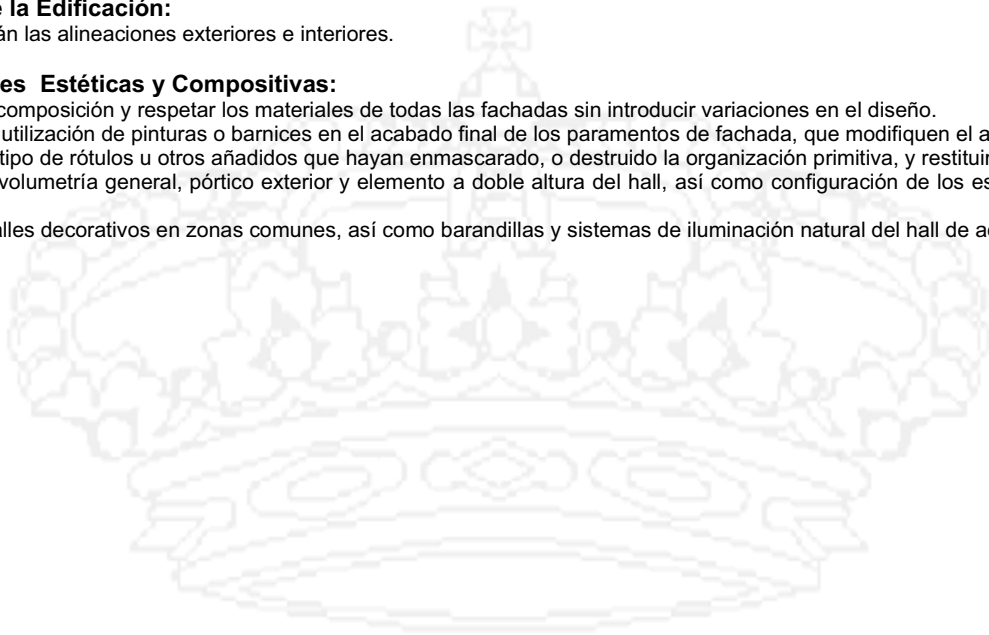 e la Edificación:
án las alineaciones exteriores e interiores.
es Estéticas y Compositivas:
composición y respetar los materiales de todas las fachadas sin introducir variaciones en el diseño.
utilización de pinturas o barnices en el acabado final de los paramentos de fachada, que modifiquen el a
tipo de rótulos u otros añadidos que hayan enmascarado, o destruido la organización primitiva, y restituir
volumetría general, pórtico exterior y elemento a doble altura del hall, así como configuración de los es
alles decorativos en zonas comunes, así como barandillas y sistemas de iluminación natural del hall de a